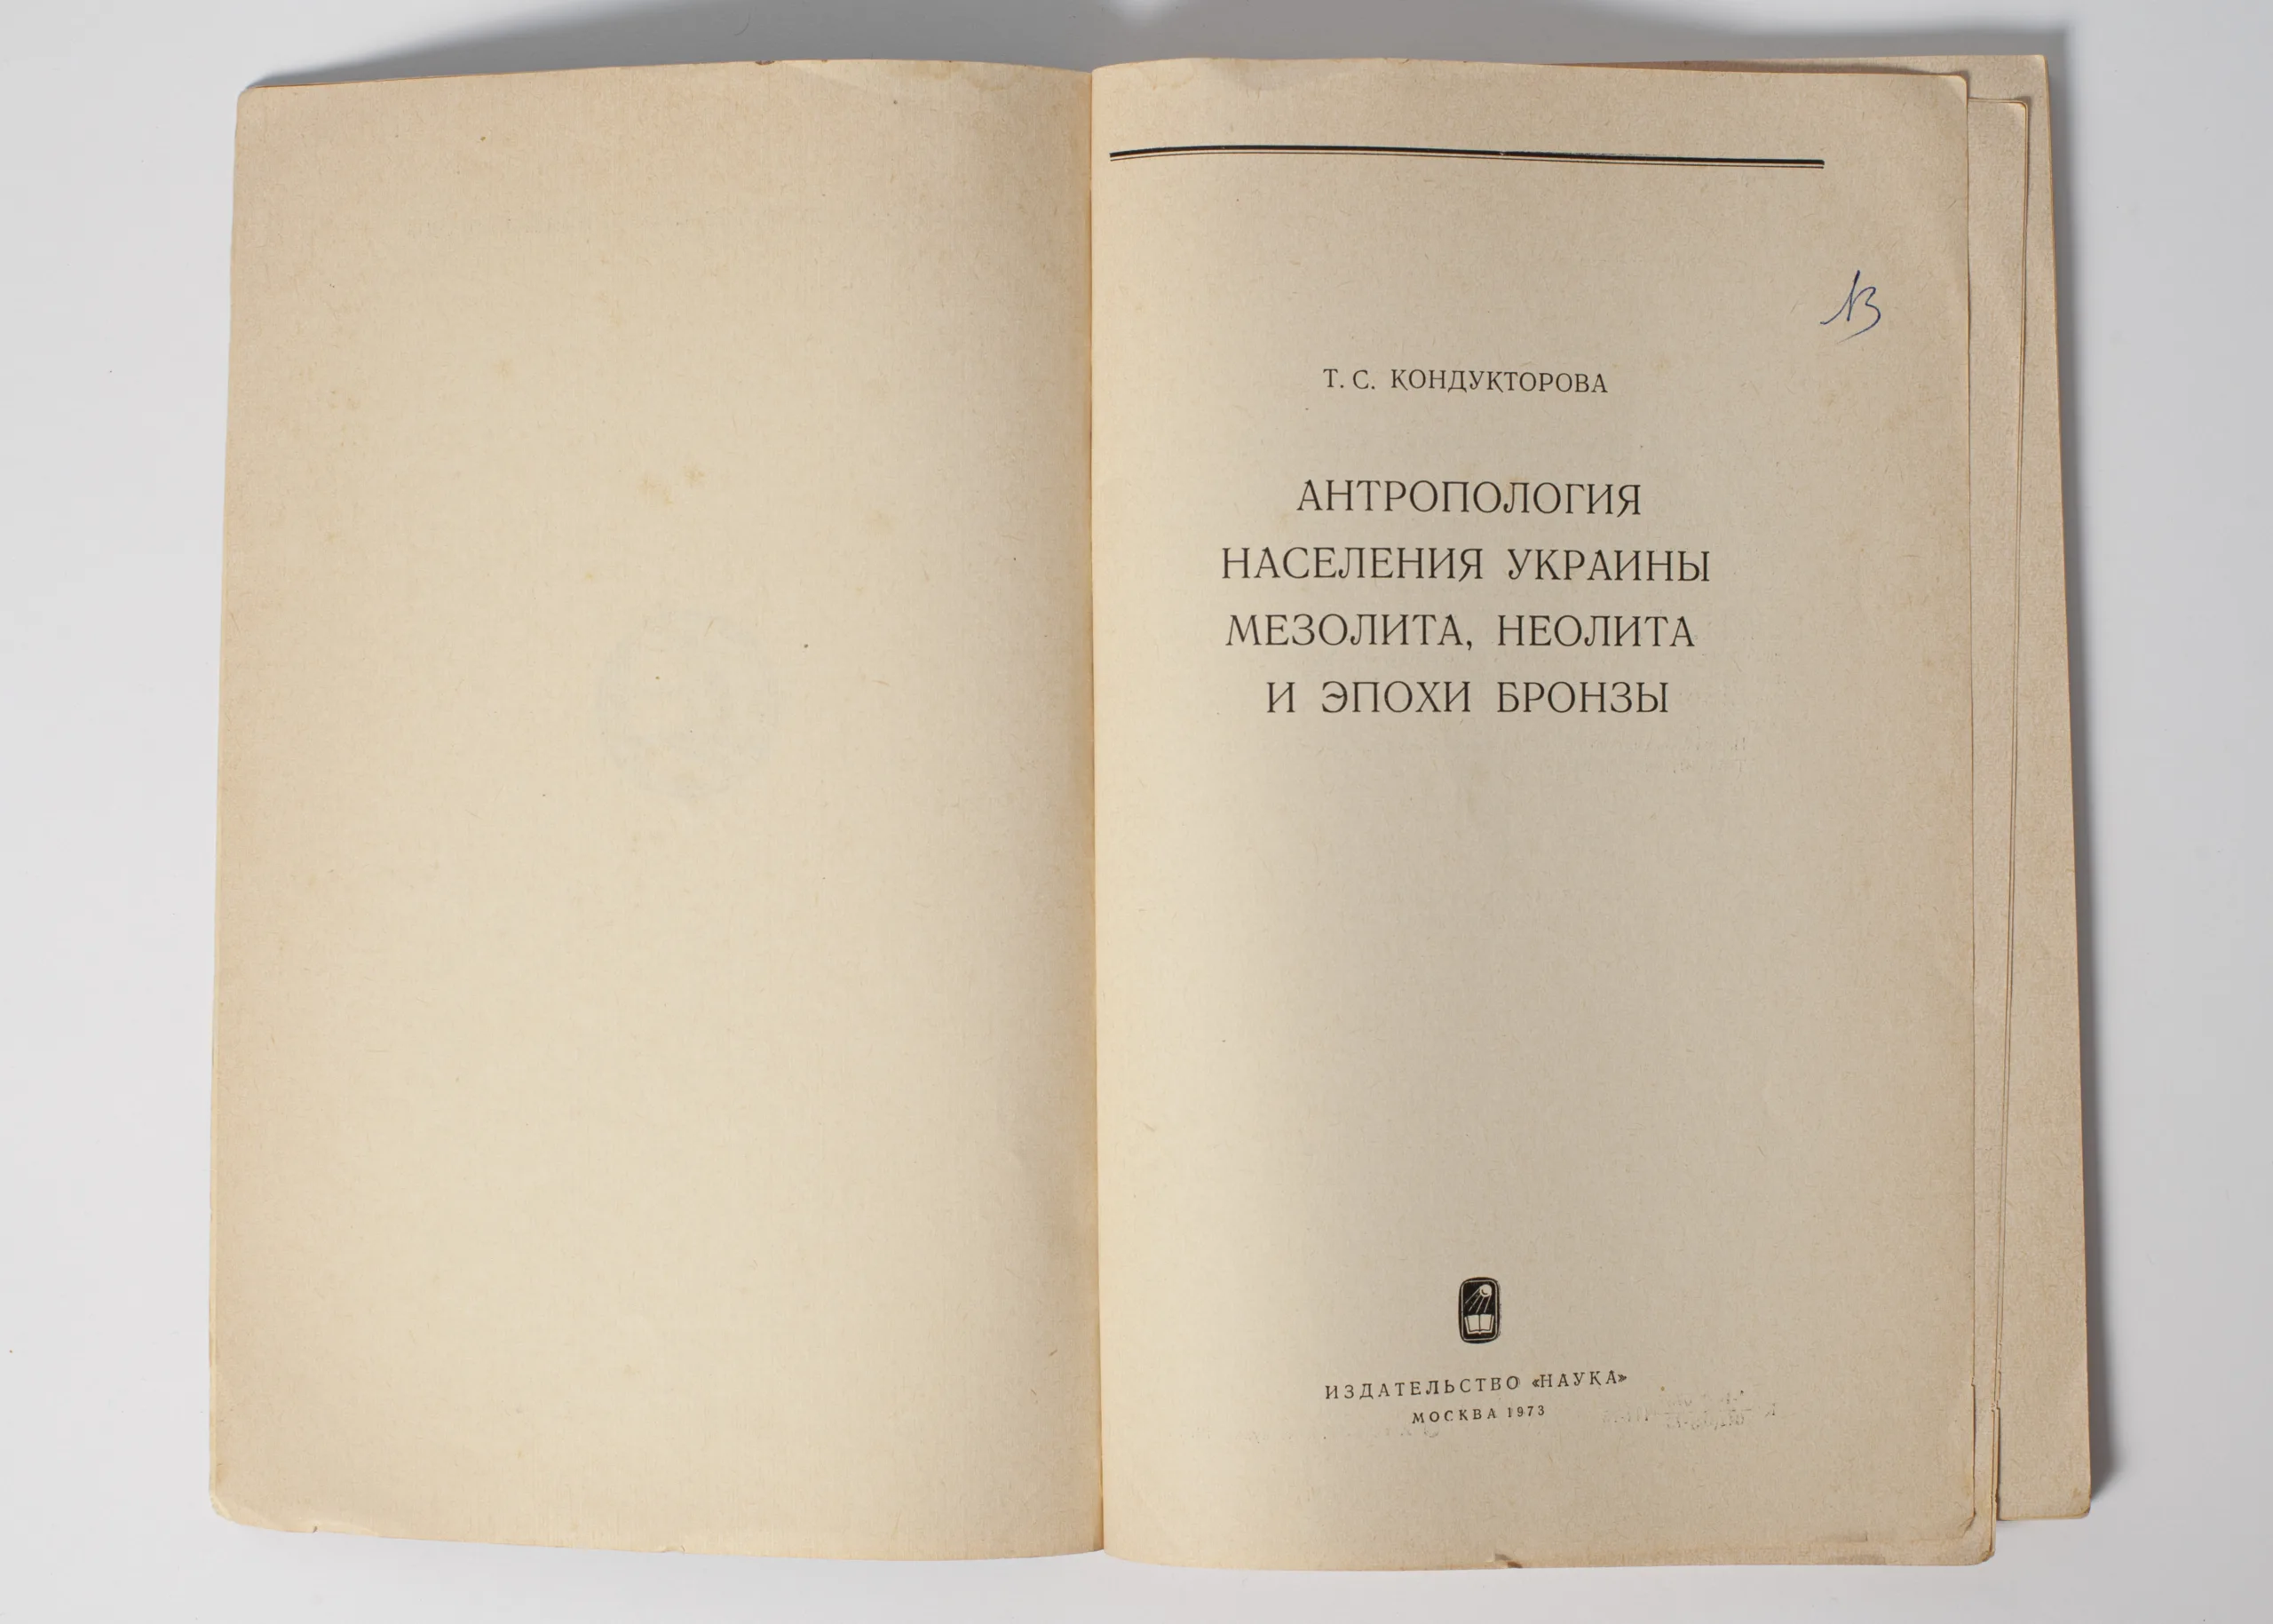 Т. С. КОНДУКТОРОВА
АНТРОПОЛОГИЯ
НАСЕЛЕНИЯ УКРАИНЫ
МЕЗОЛИТА, НЕОЛИТА
И ЭПОХИ БРОНЗЫ
ИЗДАТЕЛЬСТВО «НАУКА»
МОСКВА 1973